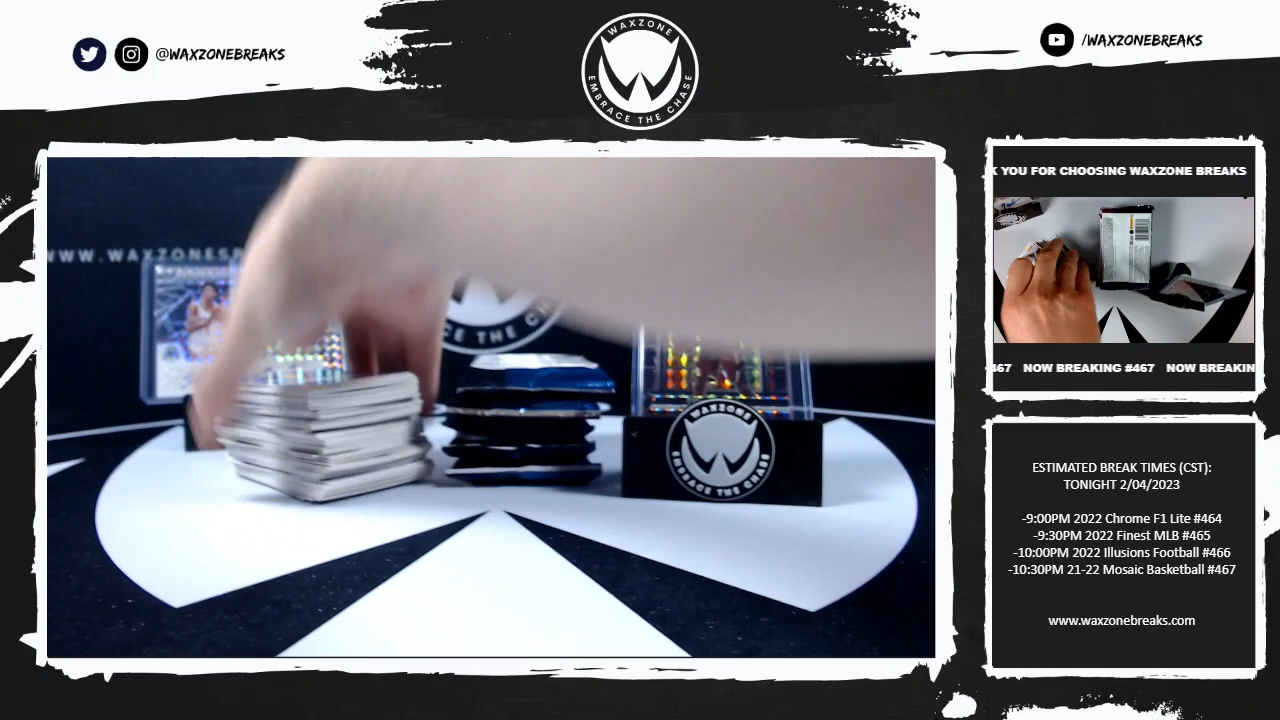 @WAXZONEBREAKS
WAXZONE
EMBRACE THE CHASE
/WAXZONEBREAKS
K YOU FOR CHOOSING WAXZONE BREAKS
WWW.WAXZONESP
CE THE CH
WAXZONE
EMBRACE THE CHASE
467 NOW BREAKING #467 NOW BREAKIN
ESTIMATED BREAK TIMES (CST):
TONIGHT 2/04/2023
-9:00PM 2022 Chrome F1 Lite #464
-9:30PM 2022 Finest MLB #465
-10:00PM 2022 Illusions Football #466
-10:30PM 21-22 Mosaic Basketball #467
www.waxzonebreaks.com